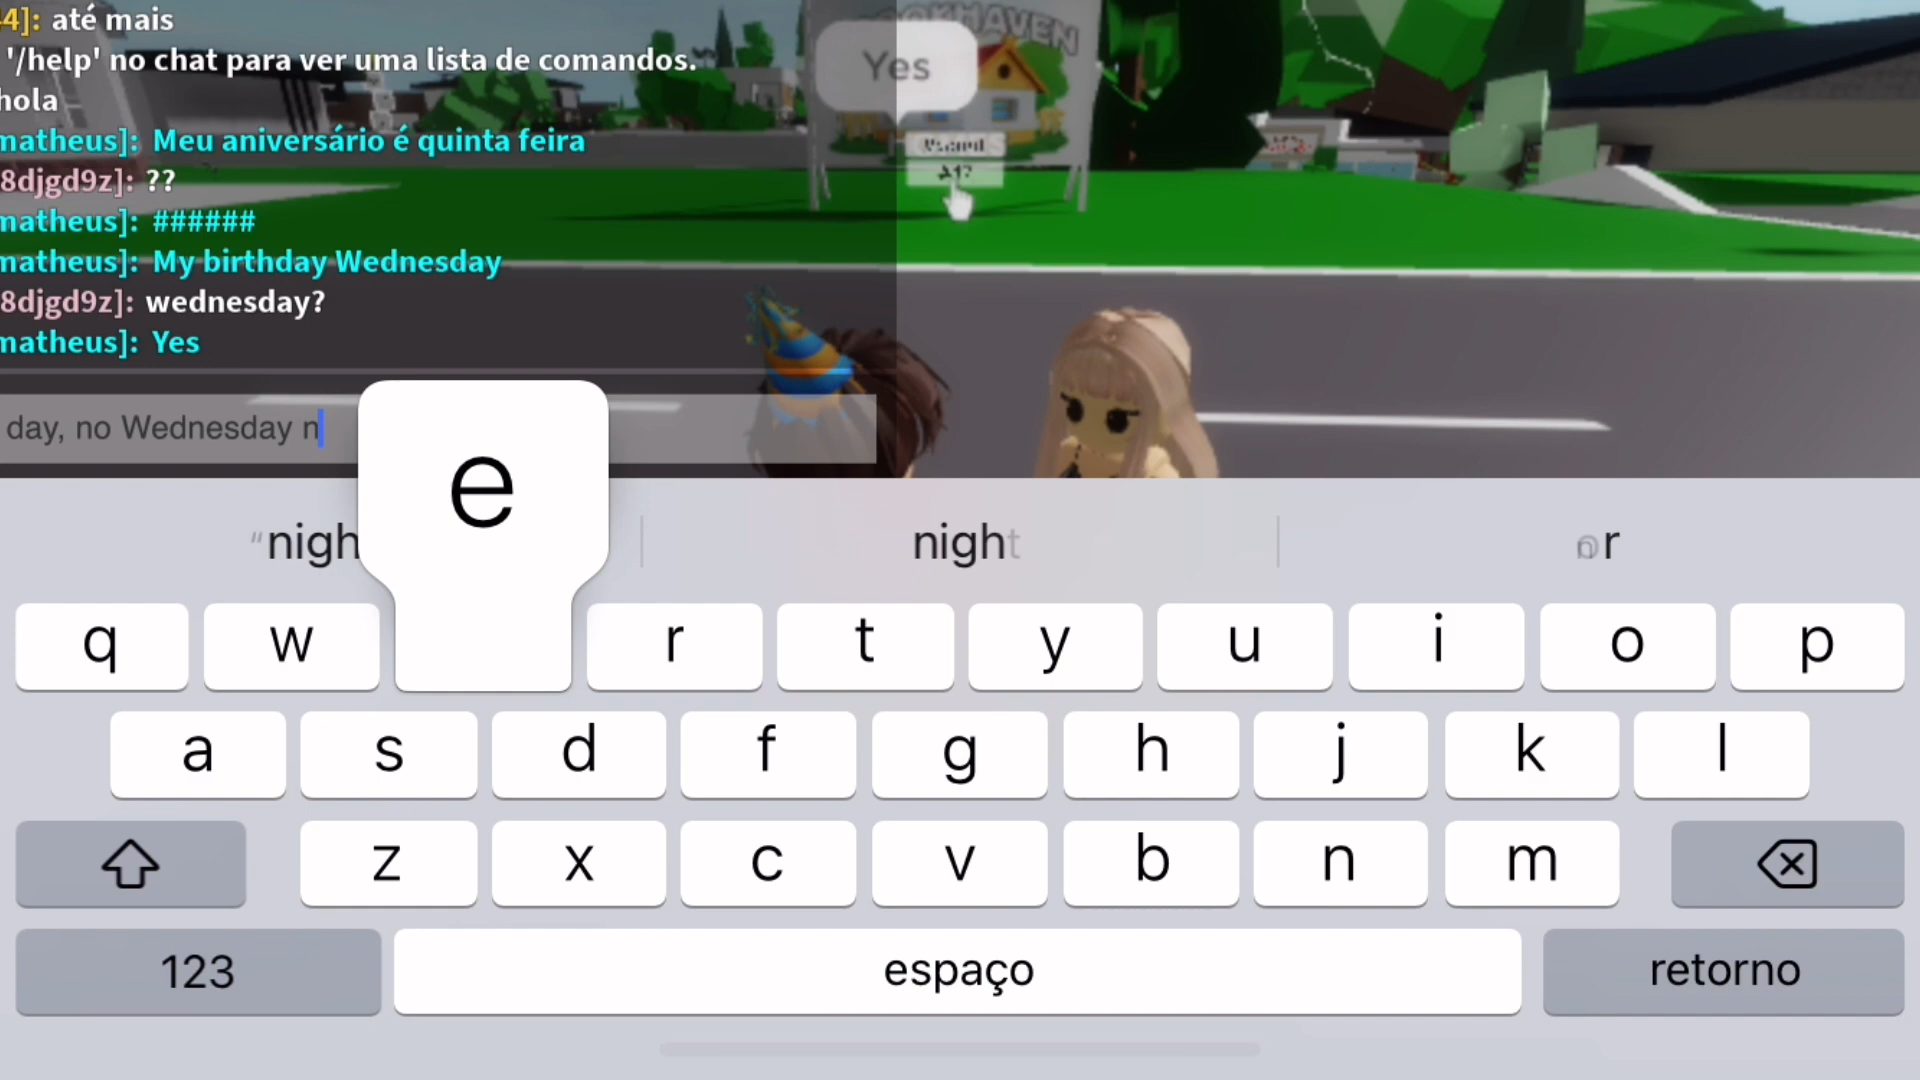 4]: até mais
'/help' no chat para ver uma lista de comandos.
hola
matheus]: Meu aniversário é quinta feira
8djgd9z]: ??
matheus]: ######
matheus]: My birthday Wednesday
8djgd9z]: wednesday?
matheus]: Yes
Yes
day, no Wednesday n
e
"nigh
night
q w r t y u i o p
a s d f g h j k l
z x c v b n m
123 espaço retorno